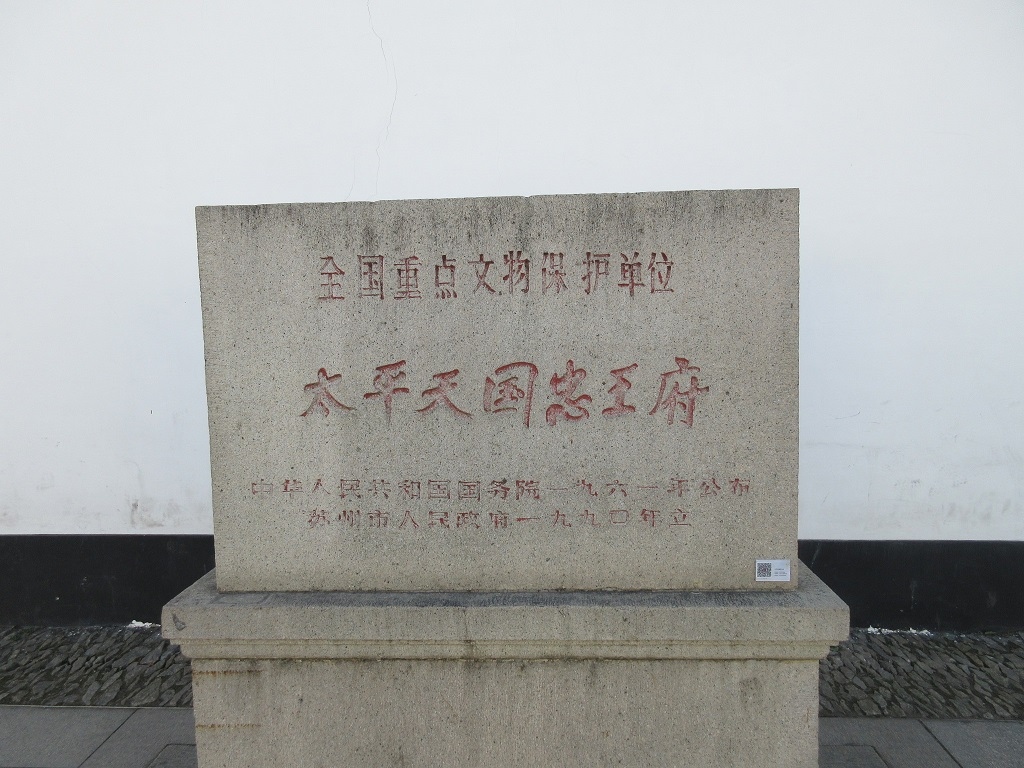 全国重点文物保护单位
太平天国忠王府
中华人民共和国国务院一九六一年公布
苏州市人民政府一九九〇年立